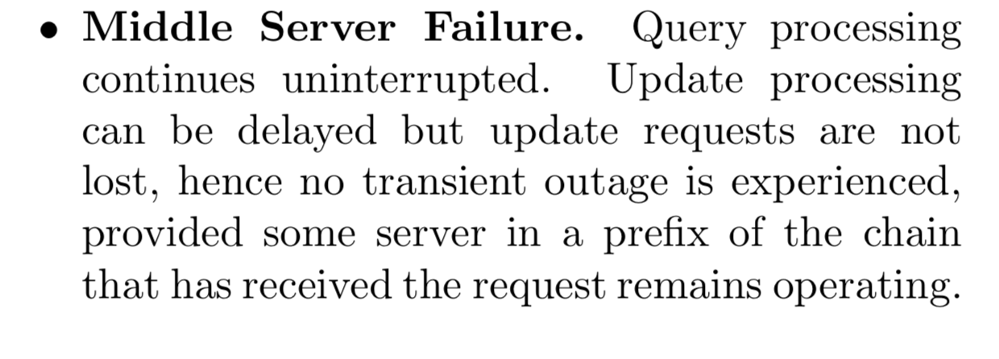 • Middle Server Failure. Query processing
continues uninterrupted. Update processing
can be delayed but update requests are not
lost, hence no transient outage is experienced,
provided some server in a prefix of the chain
that has received the request remains operating.